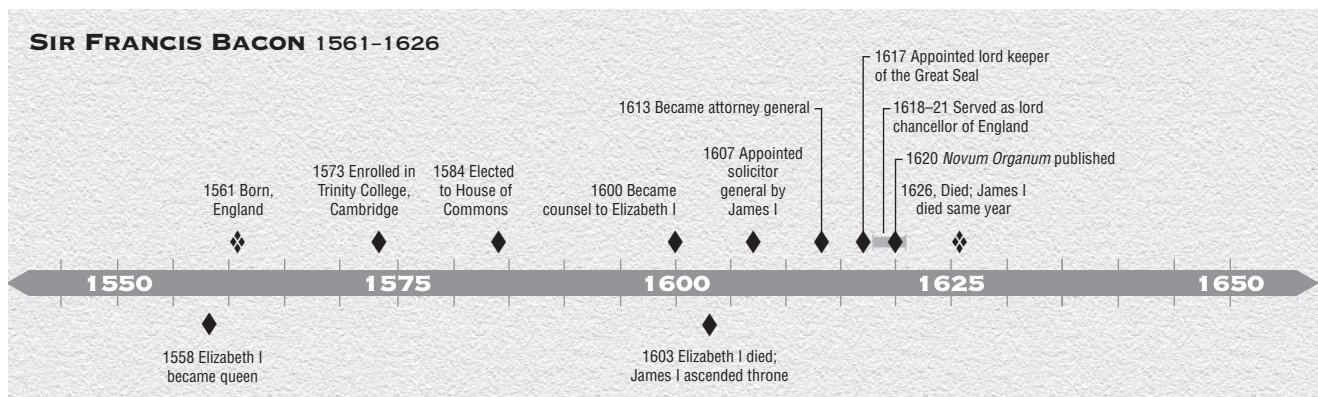 SIR FRANCIS BACON 1561–1626
1617 Appointed lord keeper
of the Great Seal
1613 Became attorney general
1618–21 Served as lord
chancellor of England
1607 Appointed
solicitor
general by
James I
1620 Novum Organum published
1573 Enrolled in
Trinity College,
Cambridge
1584 Elected
to House of
Commons
1561 Born,
England
1600 Became
counsel to Elizabeth I
1626, Died; James I
died same year
1550 1575 1600 1625 1650
1558 Elizabeth I
became queen
1603 Elizabeth I died;
James I ascended throne